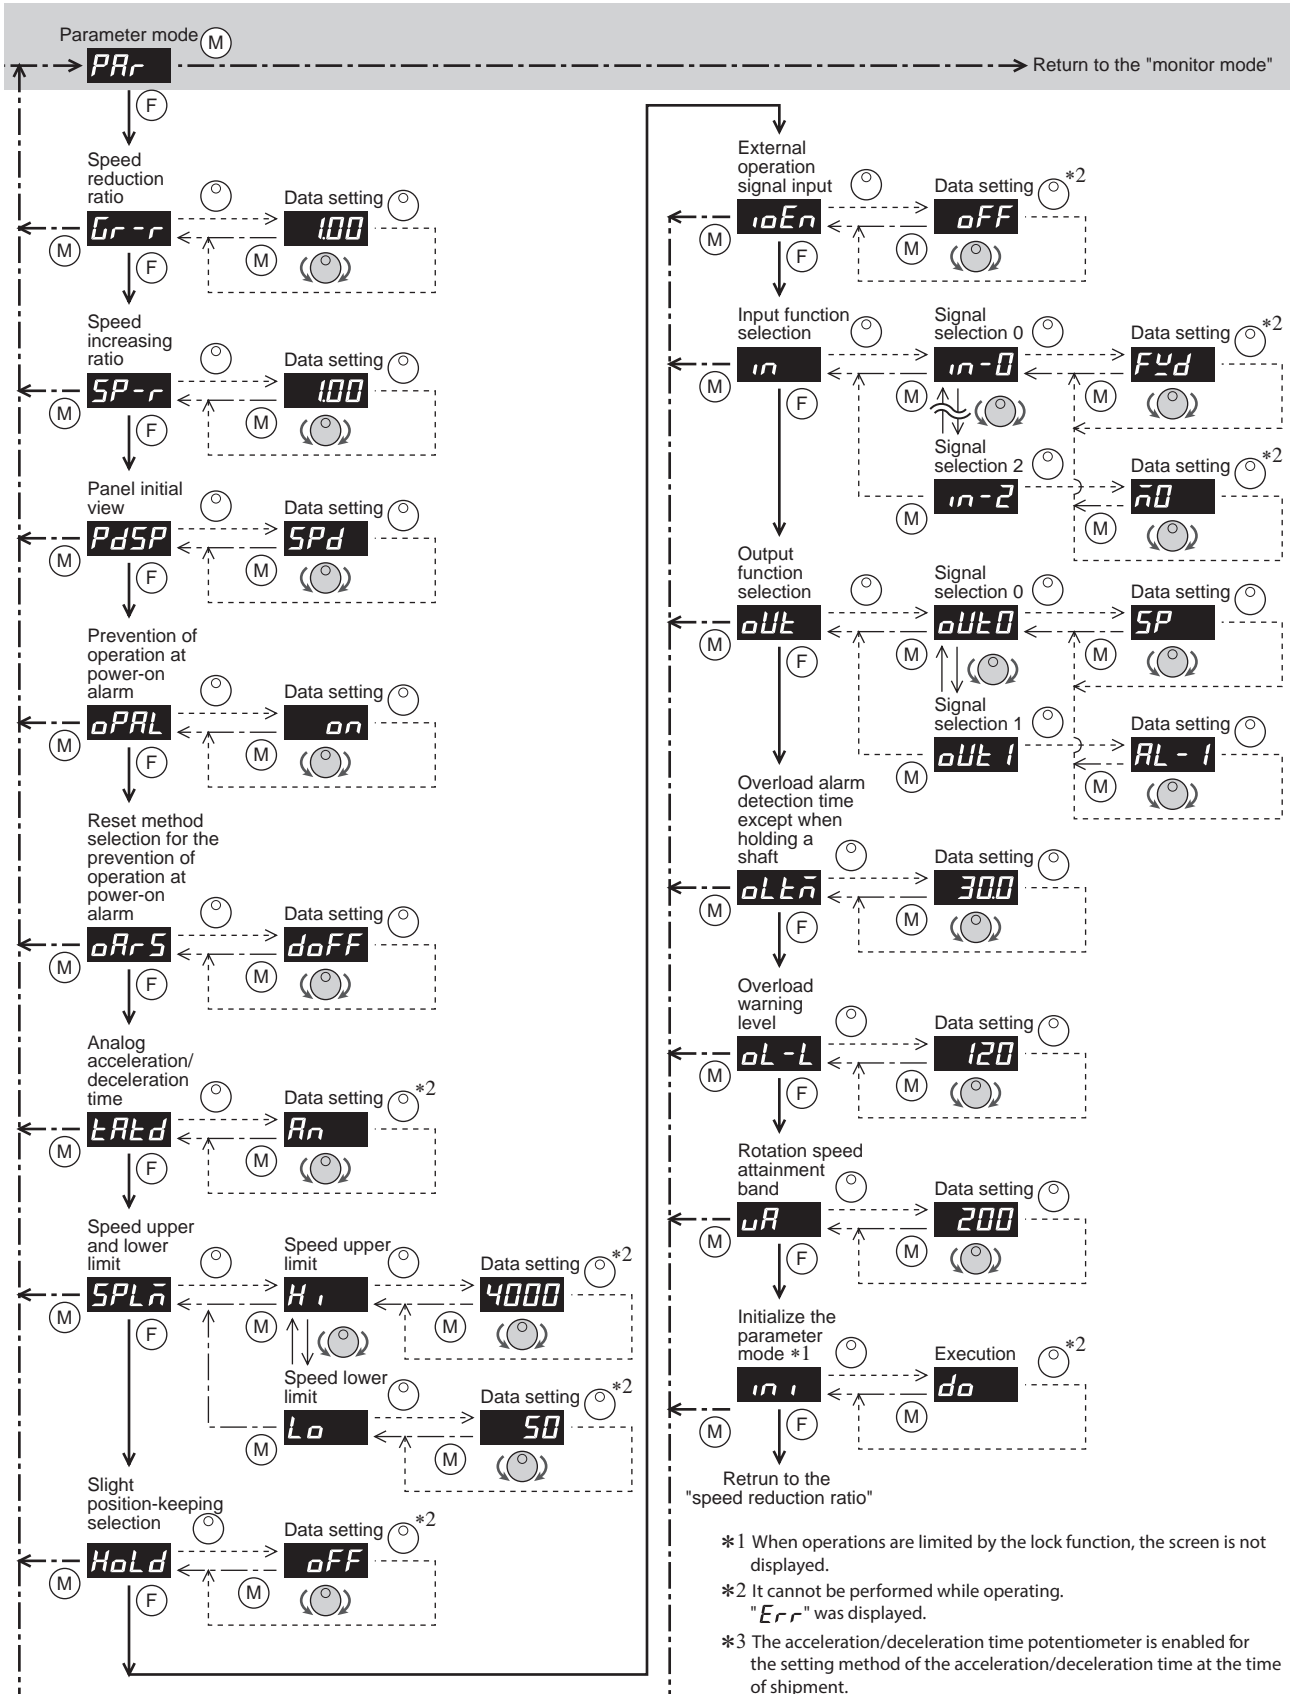 Parameter mode
M
PAr
Return to the "monitor mode"
F
Speed
reduction
ratio
Data setting
Gr-r
1.00
M
M
F
Speed
increasing
ratio
Data setting
SP-r
1.00
M
M
F
Panel initial
view
Data setting
PdSP
SPd
M
M
F
Prevention of
operation at
power-on
alarm
Data setting
oPAL
on
M
M
F
Reset method
selection for the
prevention of
operation at
power-on
alarm
Data setting
oArS
doFF
M
M
F
Analog
acceleration/
deceleration
time
Data setting
*2
tAtd
An
M
M
F
Speed upper
and lower
limit
Speed upper
limit
Data setting
*2
SPLm
Hi
4000
M
M
M
F
Speed lower
limit
Data setting
*2
Lo
50
M
M
Slight
position-keeping
selection
Data setting
*2
HoLd
oFF
M
M
F
External
operation
signal input
Data setting
*2
ioEn
oFF
M
M
F
Input function
selection
Signal
selection 0
Data setting
*2
in
in-0
Fwd
M
M
M
F
Signal
selection 2
Data setting
*2
in-2
m0
M
M
Output
function
selection
Signal
selection 0
Data setting
oUt
oUt0
SP
M
M
M
F
Signal
selection 1
Data setting
oUt1
AL-1
M
M
Overload alarm
detection time
except when
holding a
shaft
Data setting
oLtm
30.0
M
M
F
Overload
warning
level
Data setting
oL-L
120
M
M
F
Rotation speed
attainment
band
Data setting
vA
200
M
M
F
Initialize the
parameter
mode *1
Execution
*2
ini
do
M
M
F
Retrun to the
"speed reduction ratio"
*1 When operations are limited by the lock function, the screen is not
displayed.
*2 It cannot be performed while operating.
"Err" was displayed.
*3 The acceleration/deceleration time potentiometer is enabled for
the setting method of the acceleration/deceleration time at the time
of shipment.